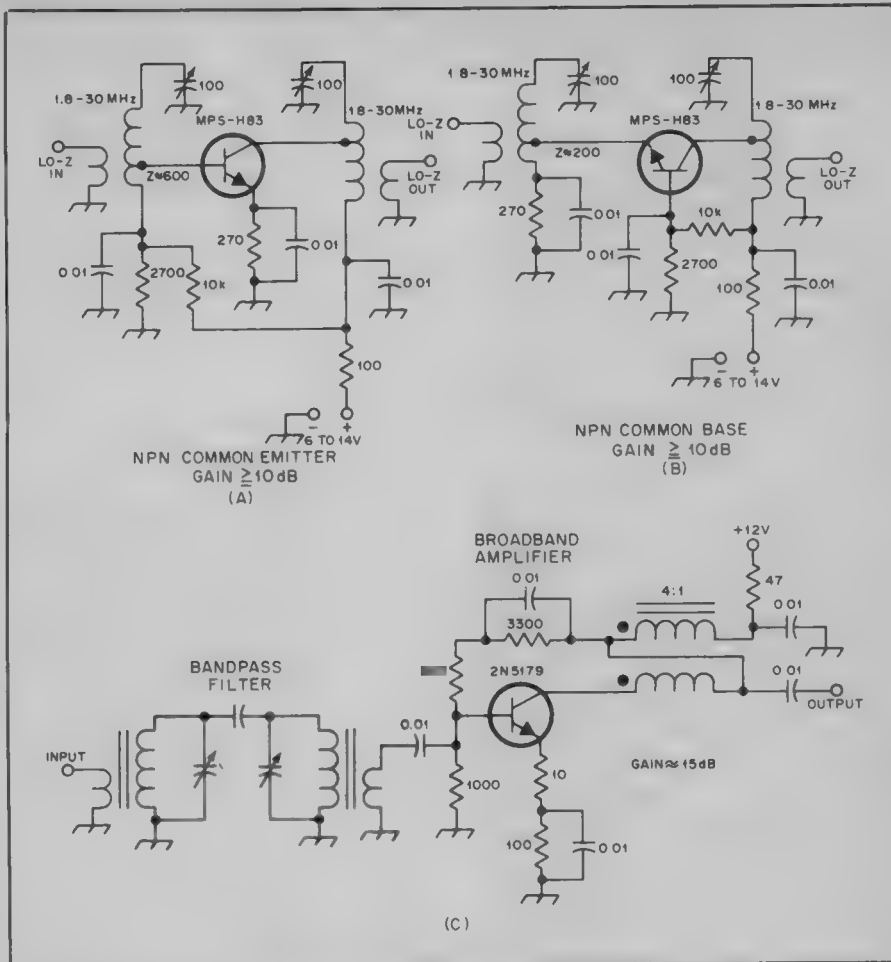 100
100
1.8-30 MHz
1.8-30MHz
MPS-H83
LO-Z
IN
Z≈600
LO-Z
OUT
0.01
2700
10k
270
0.01
0.01
100
- +
6 TO 14V
NPN COMMON EMITTER
GAIN ≧ 10dB
(A)
100
100
1.8-30 MHz
1.8-30 MHz
MPS-H83
LO-Z
IN
Z≈200
LO-Z
OUT
270
0.01
0.01
10k
2700
100
0.01
- +
6 TO 14V
NPN COMMON BASE
GAIN ≧ 10dB
(B)
BROADBAND
AMPLIFIER
+12V
0.01
4:1
47
3300
0.01
BANDPASS
FILTER
2N5179
0.01
INPUT
0.01
OUTPUT
1000
10
GAIN≈15dB
100
0.01
(C)